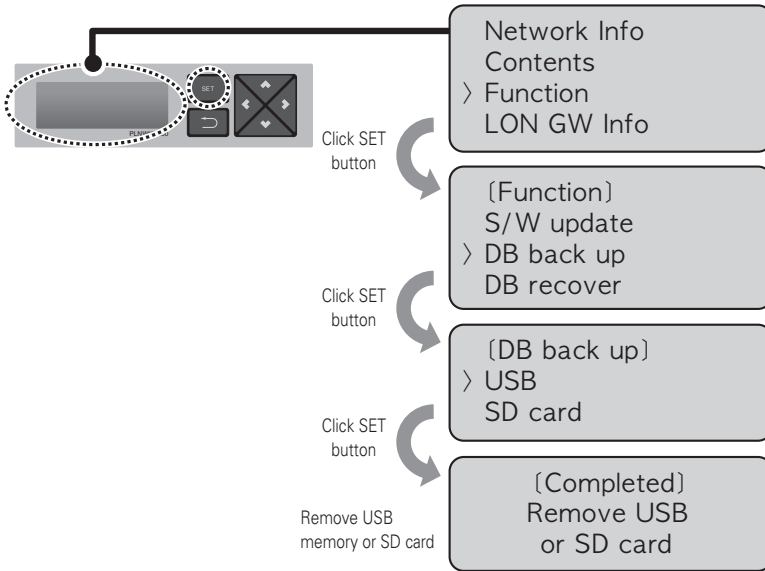 Network Info
Contents
〉Function
LON GW Info
SET
Click SET
button
〔Function〕
S/W update
〉DB back up
DB recover
Click SET
button
〔DB back up〕
〉USB
SD card
Click SET
button
〔Completed〕
Remove USB
or SD card
Remove USB
memory or SD card